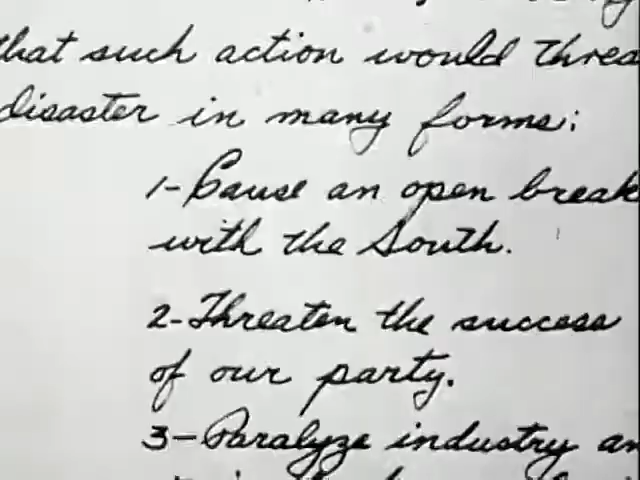 that such action would threa
disaster in many forms:
1-Cause an open break
with the South.
2-Threaten the success
of our party.
3-Paralyze industry an